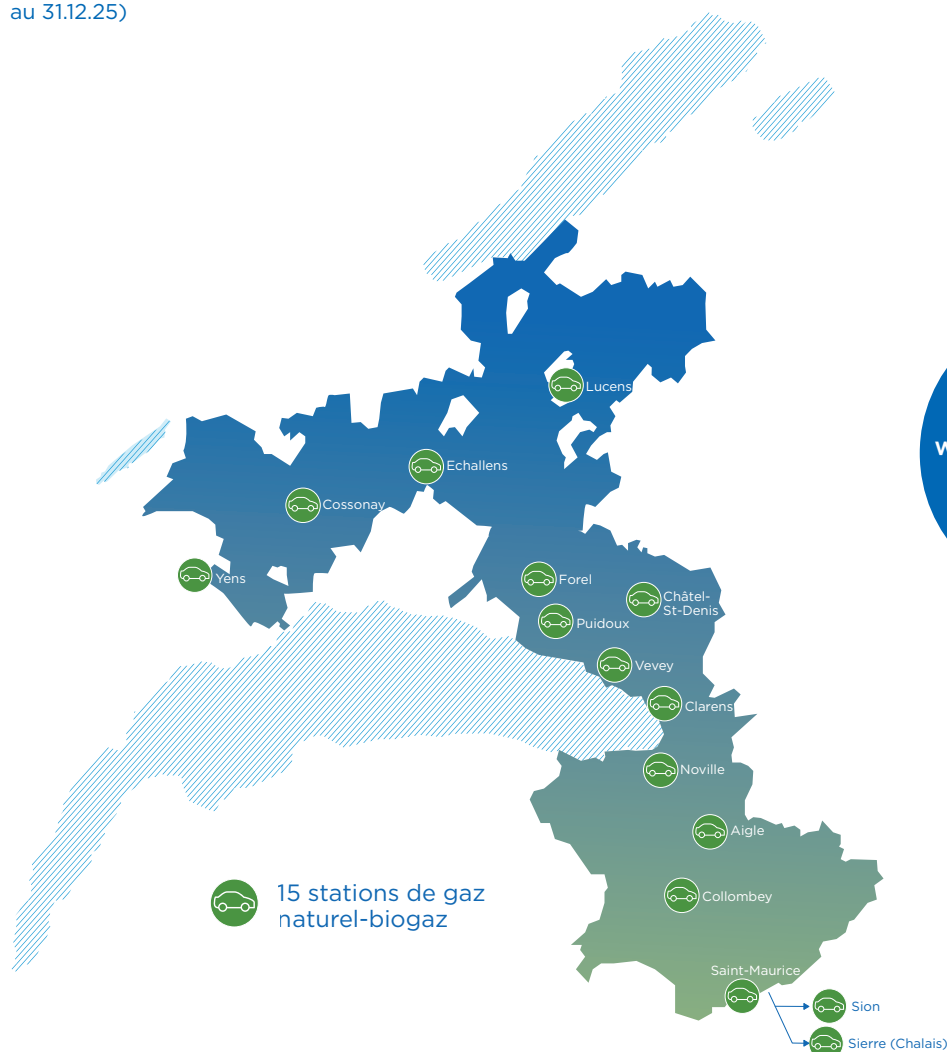 au 31.12.25)
Lucens
Echallens
W
Cossonay
Yens
Forel
Châtel-
St-Denis
Puidoux
Vevey
Clarens
Noville
Aigle
15 stations de gaz
naturel-biogaz
Collombey
Saint-Maurice
Sion
Sierre (Chalais)